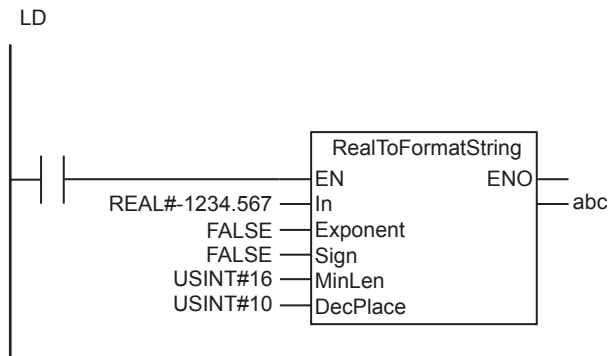 LD
RealToFormatString
EN ENO
REAL#-1234.567 In abc
FALSE Exponent
FALSE Sign
USINT#16 MinLen
USINT#10 DecPlace